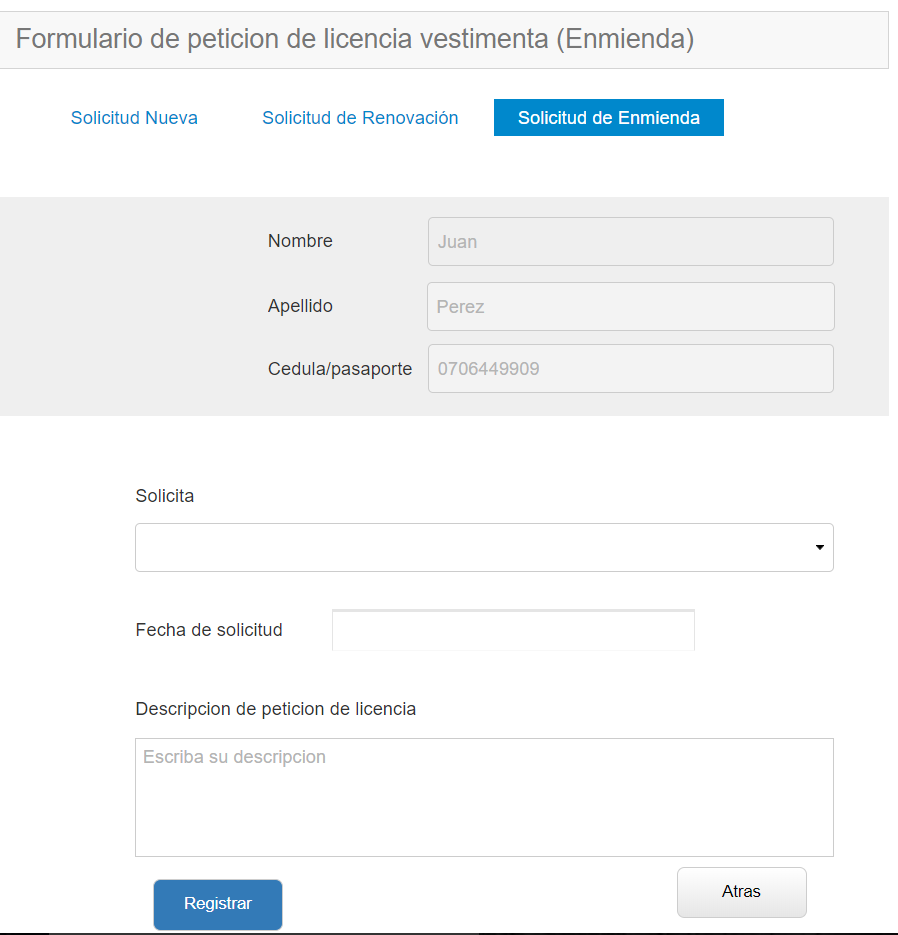 Formulario de peticion de licencia vestimenta (Enmienda)
Solicitud Nueva Solicitud de Renovación Solicitud de Enmienda
Nombre Juan
Apellido Perez
Cedula/pasaporte 0706449909
Solicita
Fecha de solicitud
Descripcion de peticion de licencia
Escriba su descripcion
Registrar Atras